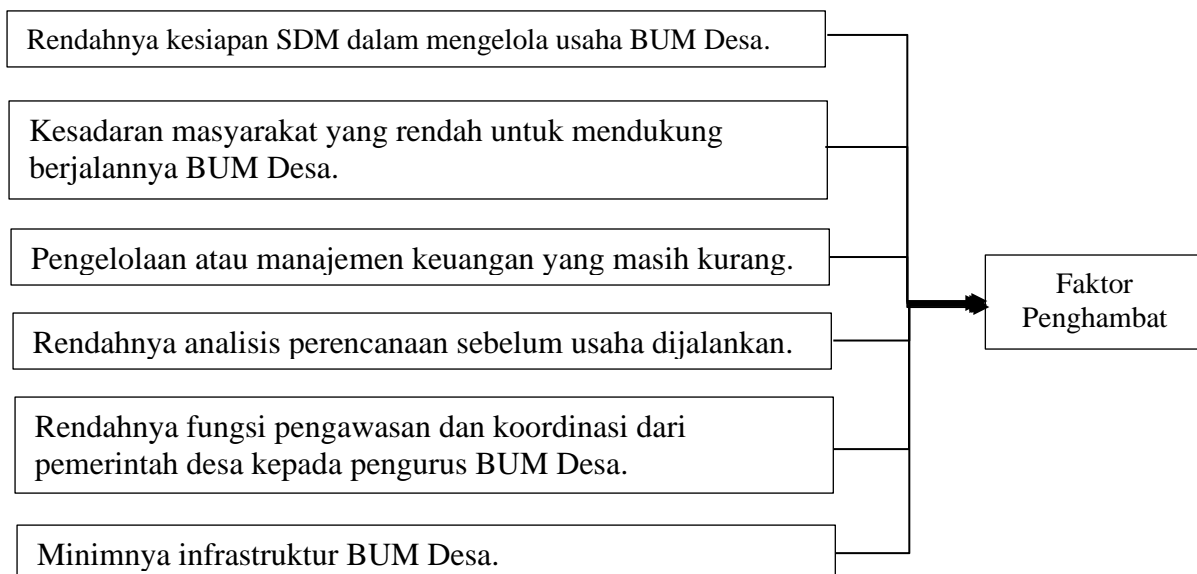 Rendahnya kesiapan SDM dalam mengelola usaha BUM Desa.
Kesadaran masyarakat yang rendah untuk mendukung
berjalannya BUM Desa.
Pengelolaan atau manajemen keuangan yang masih kurang.
Rendahnya analisis perencanaan sebelum usaha dijalankan.
Rendahnya fungsi pengawasan dan koordinasi dari
pemerintah desa kepada pengurus BUM Desa.
Minimnya infrastruktur BUM Desa.
Faktor
Penghambat